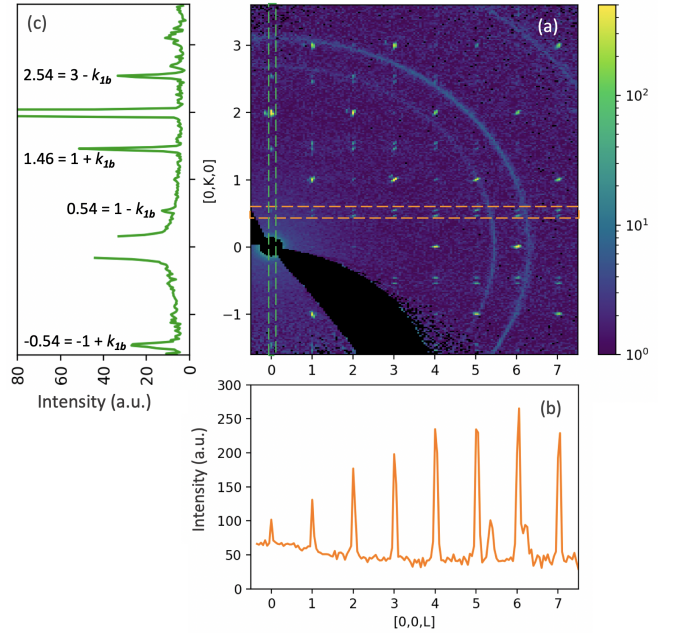 (c)
2.54 = 3 - k1b
1.46 = 1 + k1b
0.54 = 1 - k1b
-0.54 = -1 + k1b
80 60 40 20 0
Intensity (a.u.)
(a)
[0,K,0]
3
2
1
0
−1
0 1 2 3 4 5 6 7
10²
10¹
10⁰
(b)
Intensity (a.u.)
300
250
200
150
100
50
0
0 1 2 3 4 5 6 7
[0,0,L]